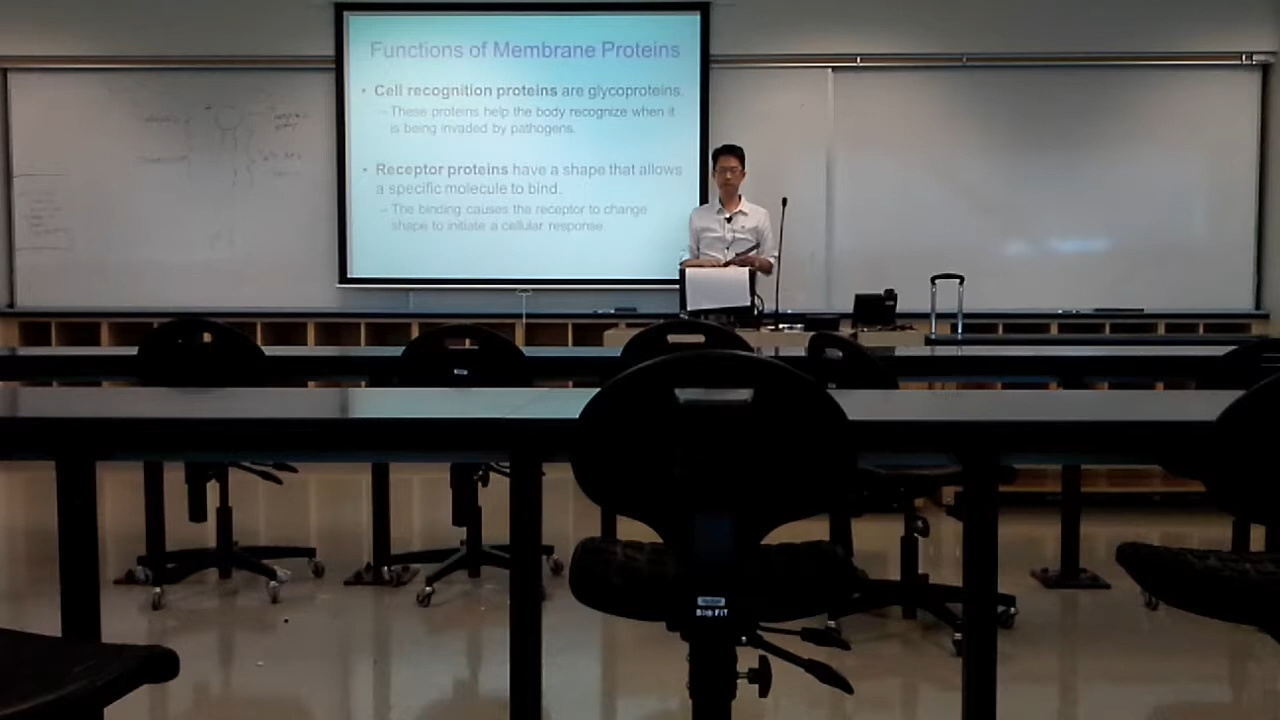 Functions of Membrane Proteins
• Cell recognition proteins are glycoproteins.
– These proteins help the body recognize when it
is being invaded by pathogens.
• Receptor proteins have a shape that allows
a specific molecule to bind.
– The binding causes the receptor to change
shape to initiate a cellular response.